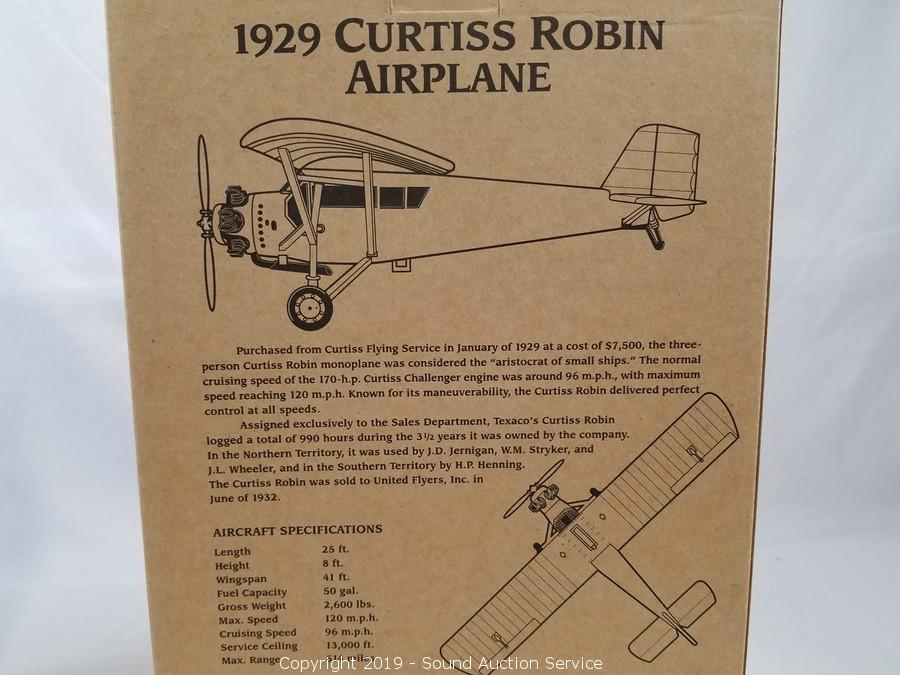 1929 CURTISS ROBIN
AIRPLANE
Purchased from Curtiss Flying Service in January of 1929 at a cost of $7,500, the three-
person Curtiss Robin monoplane was considered the “aristocrat of small ships.” The normal
cruising speed of the 170-h.p. Curtiss Challenger engine was around 96 m.p.h., with maximum
speed reaching 120 m.p.h. Known for its maneuverability, the Curtiss Robin delivered perfect
control at all speeds.
Assigned exclusively to the Sales Department, Texaco's Curtiss Robin
logged a total of 990 hours during the 3 1/2 years it was owned by the company.
In the Northern Territory, it was used by J.D. Jernigan, W.M. Stryker, and
J.L. Wheeler, and in the Southern Territory by H.P. Henning.
The Curtiss Robin was sold to United Flyers, Inc. in
June of 1932.
AIRCRAFT SPECIFICATIONS
Length 25 ft.
Height 8 ft.
Wingspan 41 ft.
Fuel Capacity 50 gal.
Gross Weight 2,600 lbs.
Max. Speed 120 m.p.h.
Cruising Speed 96 m.p.h.
Service Ceiling 13,000 ft.
Max. Range
Copyright 2019 - Sound Auction Service